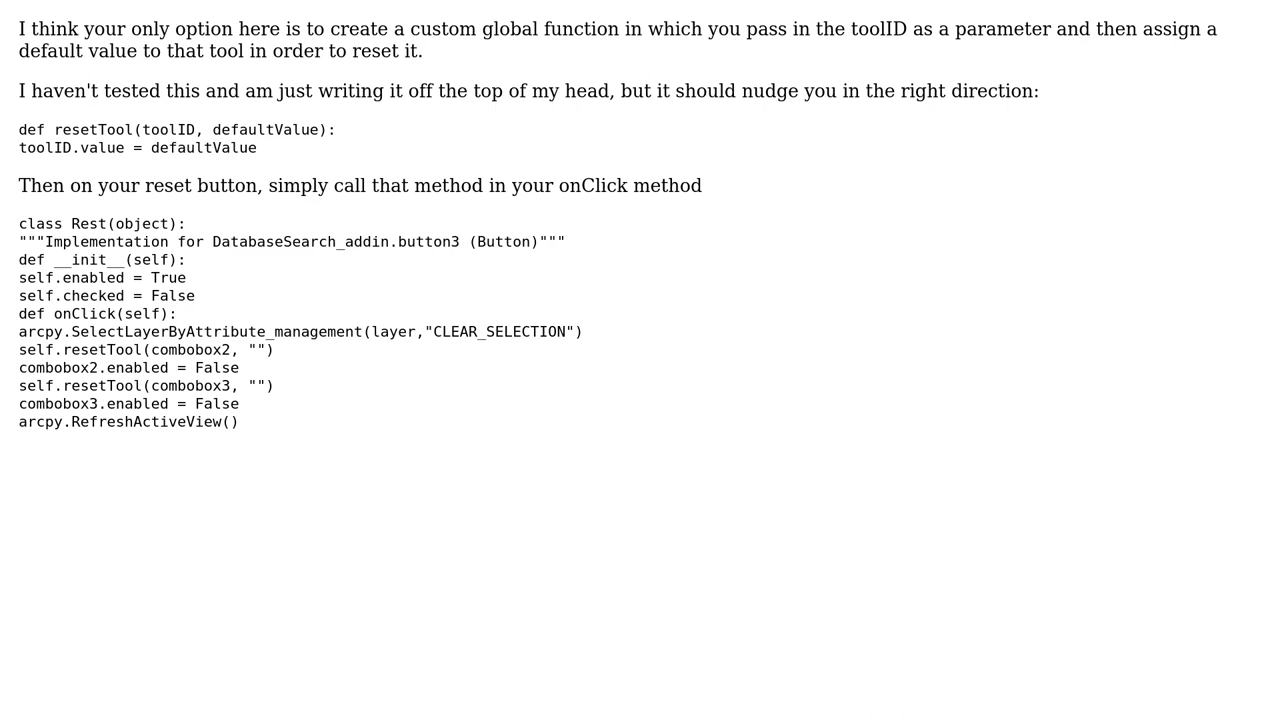 I think your only option here is to create a custom global function in which you pass in the toolID as a parameter and then assign a
default value to that tool in order to reset it.
I haven't tested this and am just writing it off the top of my head, but it should nudge you in the right direction:
def resetTool(toolID, defaultValue):
toolID.value = defaultValue
Then on your reset button, simply call that method in your onClick method
class Rest(object):
"""Implementation for DatabaseSearch_addin.button3 (Button)"""
def __init__(self):
self.enabled = True
self.checked = False
def onClick(self):
arcpy.SelectLayerByAttribute_management(layer,"CLEAR_SELECTION")
self.resetTool(combobox2, "")
combobox2.enabled = False
self.resetTool(combobox3, "")
combobox3.enabled = False
arcpy.RefreshActiveView()